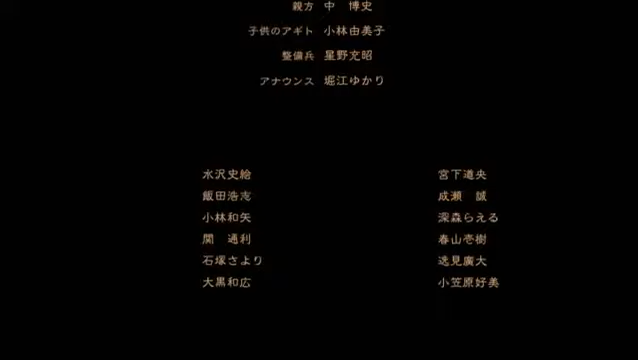 親方 中 博史
子供のアギト 小林由美子
整備兵 星野充昭
アナウンス 堀江ゆかり
水沢史絵 宮下道央
飯田浩志 成瀬 誠
小林和矢 深森らえる
関 通利 春山壱樹
石塚さより 逸見廣大
大黒和広 小笠原好美